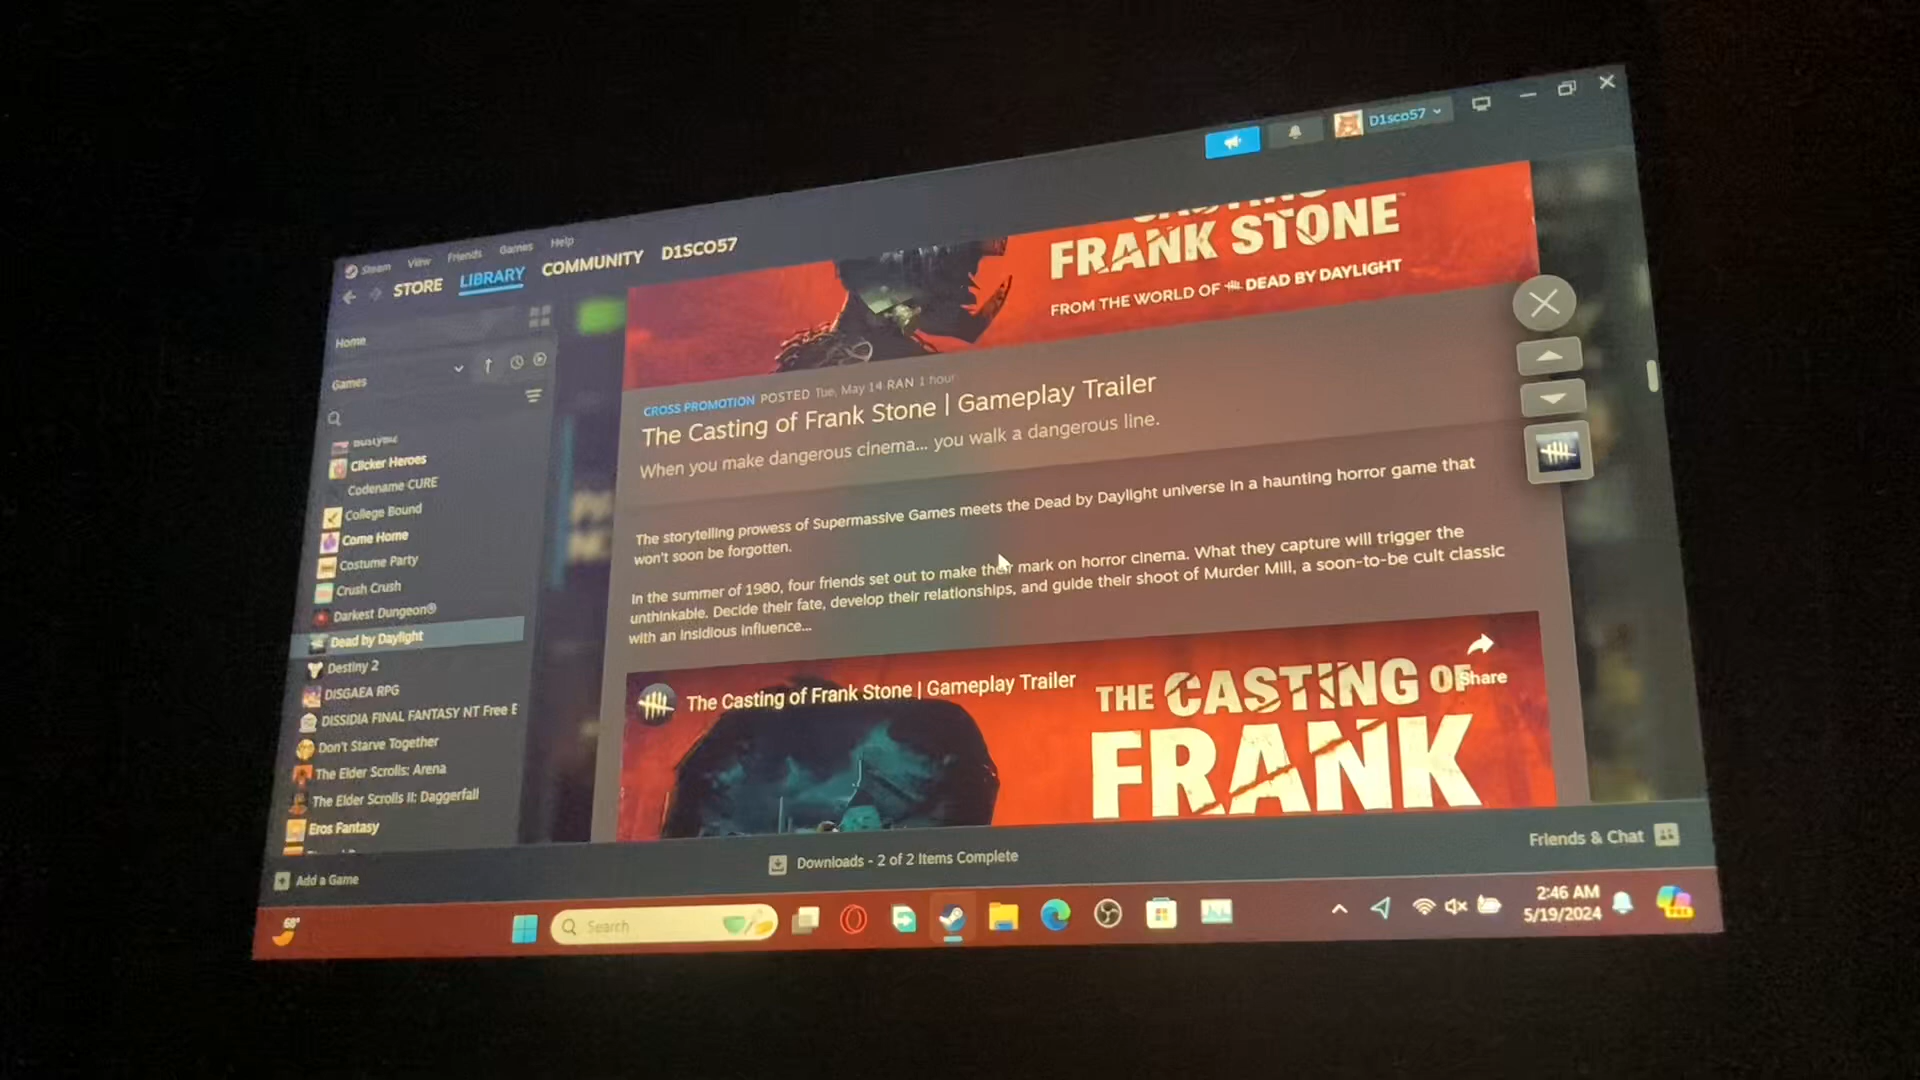 D1sco57
Steam View Friends Games Help
STORE LIBRARY COMMUNITY D1SCO57
FRANK STONE
FROM THE WORLD OF DEAD BY DAYLIGHT
Home
Games
Clicker Heroes
Codename CURE
College Bound
Come Home
Costume Party
Crush Crush
Darkest Dungeon®
Dead by Daylight
Destiny 2
DISGAEA RPG
DISSIDIA FINAL FANTASY NT Free E
Don't Starve Together
The Elder Scrolls: Arena
The Elder Scrolls II: Daggerfall
Eros Fantasy
Add a Game
CROSS PROMOTION POSTED Tue, May 14 RAN 1 hour
The Casting of Frank Stone | Gameplay Trailer
When you make dangerous cinema... you walk a dangerous line.
The storytelling prowess of Supermassive Games meets the Dead by Daylight universe in a haunting horror game that
won't soon be forgotten.
In the summer of 1980, four friends set out to make their mark on horror cinema. What they capture will trigger the
unthinkable. Decide their fate, develop their relationships, and guide their shoot of Murder Mill, a soon-to-be cult classic
with an insidious influence...
The Casting of Frank Stone | Gameplay Trailer
Share
THE CASTING OF
FRANK
Downloads - 2 of 2 Items Complete
Friends & Chat
68°
Search
2:46 AM
5/19/2024
PRE